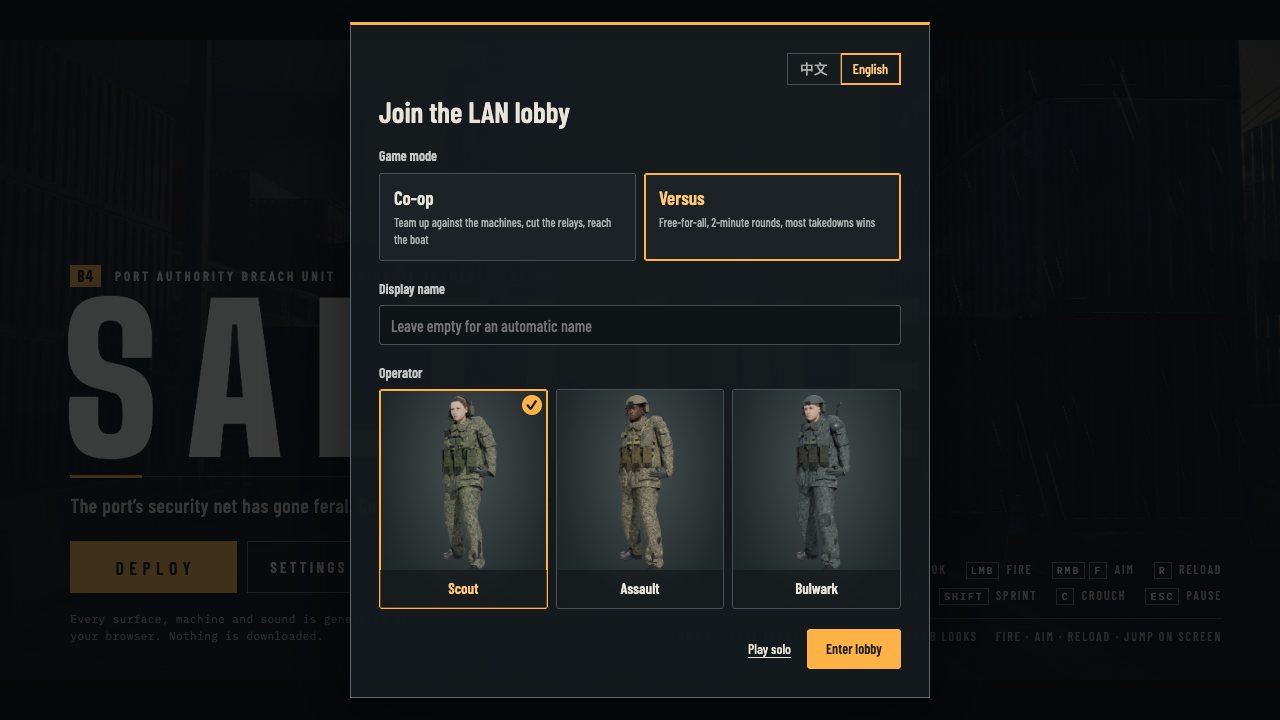 中文
English
Join the LAN lobby
Game mode
Co-op
Team up against the machines, cut the relays, reach
the boat
Versus
Free-for-all, 2-minute rounds, most takedowns wins
Display name
Leave empty for an automatic name
Operator
Scout
Assault
Bulwark
Play solo
Enter lobby
B4
PORT AUTHORITY BREACH UNIT
SA
The port's security net has gone feral.
DEPLOY
SETTINGS
Every surface, machine and sound is gene
your browser. Nothing is downloaded.
LMB FIRE RMB F AIM R RELOAD
SHIFT SPRINT C CROUCH ESC PAUSE
LOOKS FIRE · AIM · RELOAD · JUMP ON SCREEN